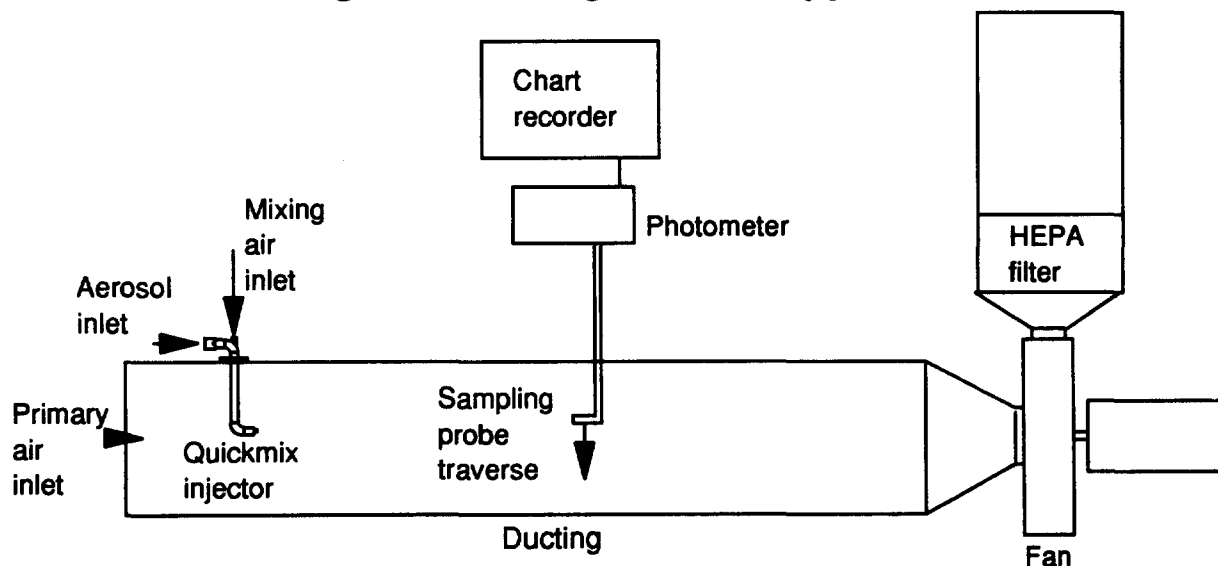 Chart
recorder
Photometer
HEPA
filter
Mixing
air
inlet
Aerosol
inlet
Primary
air
inlet
Quickmix
injector
Sampling
probe
traverse
Ducting
Fan